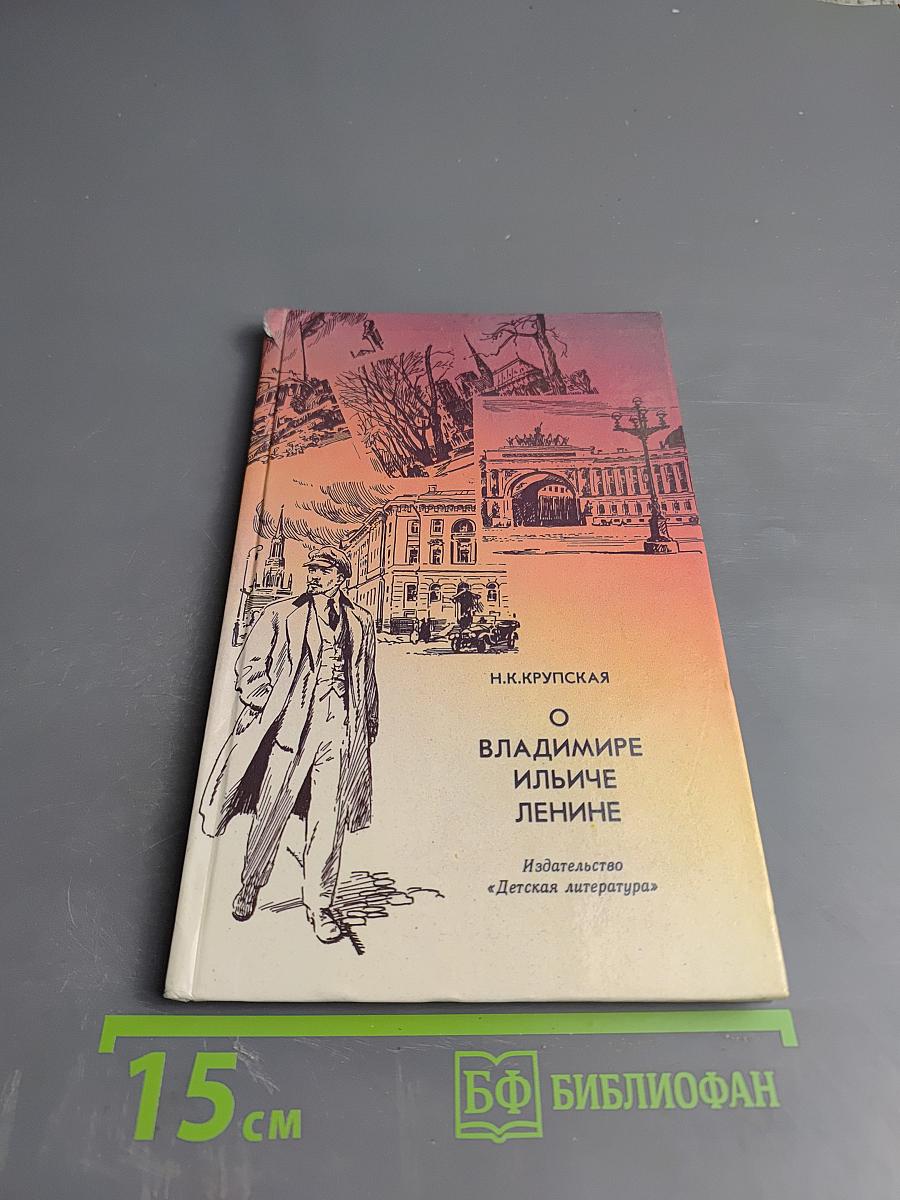 Н.К.КРУПСКАЯ
О
ВЛАДИМИРЕ
ИЛЬИЧЕ
ЛЕНИНЕ
Издательство
«Детская литература»
15 см
БФ БИБЛИОФАН